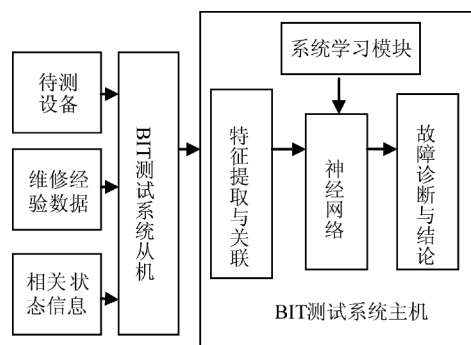 待测
设备
维修经
验数据
相关状
态信息
BIT测试系统从机
系统学习模块
特征提取与关联
神经网络
故障诊断与结论
BIT测试系统主机